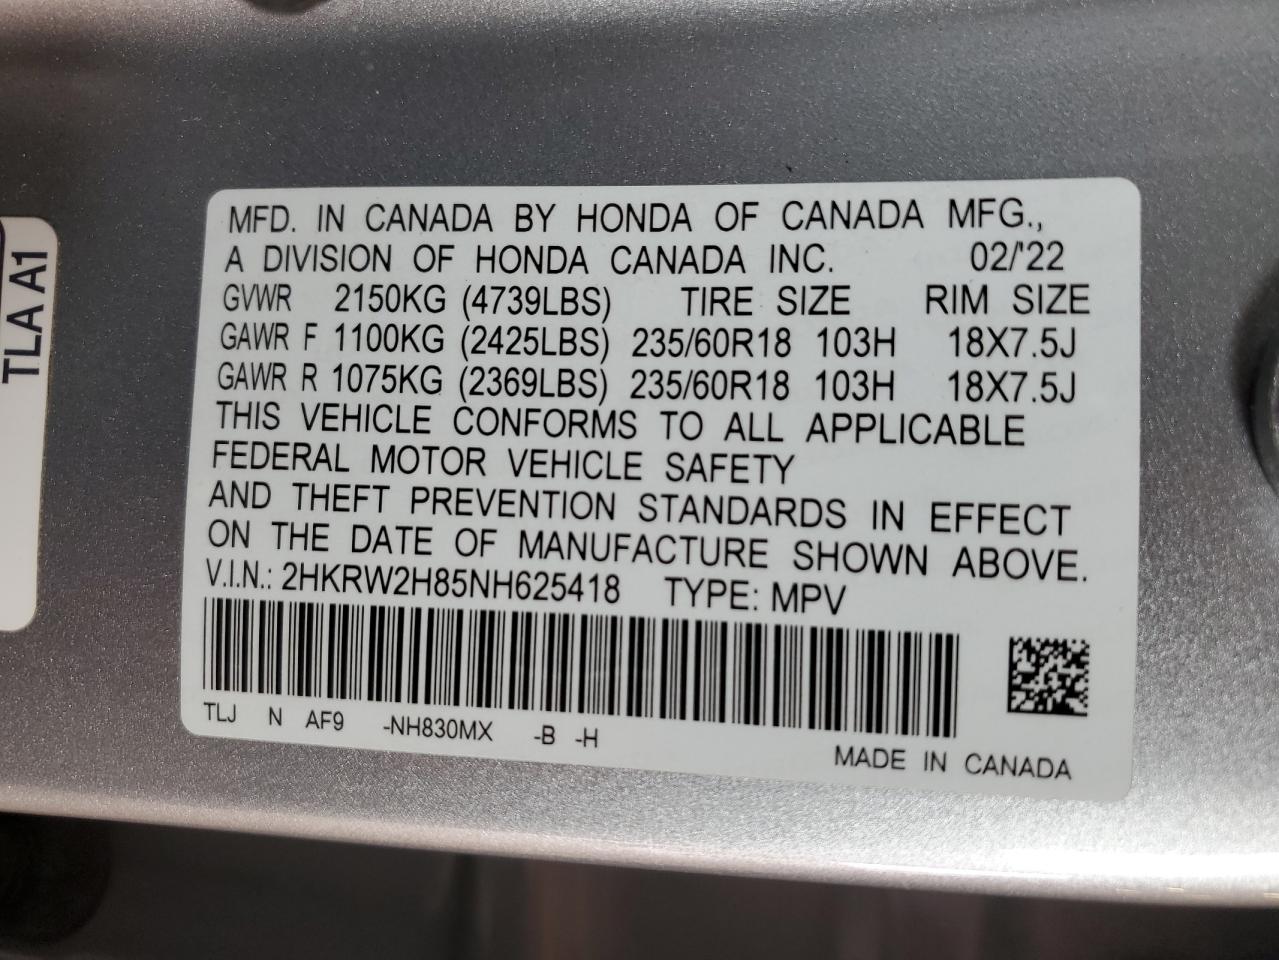 MFD. IN CANADA BY HONDA OF CANADA MFG.,
A DIVISION OF HONDA CANADA INC. 02/'22
GVWR 2150KG (4739LBS) TIRE SIZE RIM SIZE
GAWR F 1100KG (2425LBS) 235/60R18 103H 18X7.5J
GAWR R 1075KG (2369LBS) 235/60R18 103H 18X7.5J
THIS VEHICLE CONFORMS TO ALL APPLICABLE
FEDERAL MOTOR VEHICLE SAFETY
AND THEFT PREVENTION STANDARDS IN EFFECT
ON THE DATE OF MANUFACTURE SHOWN ABOVE.
V.I.N.: 2HKRW2H85NH625418 TYPE: MPV
TLJ N AF9 -NH830MX -B -H
MADE IN CANADA
TLA A1